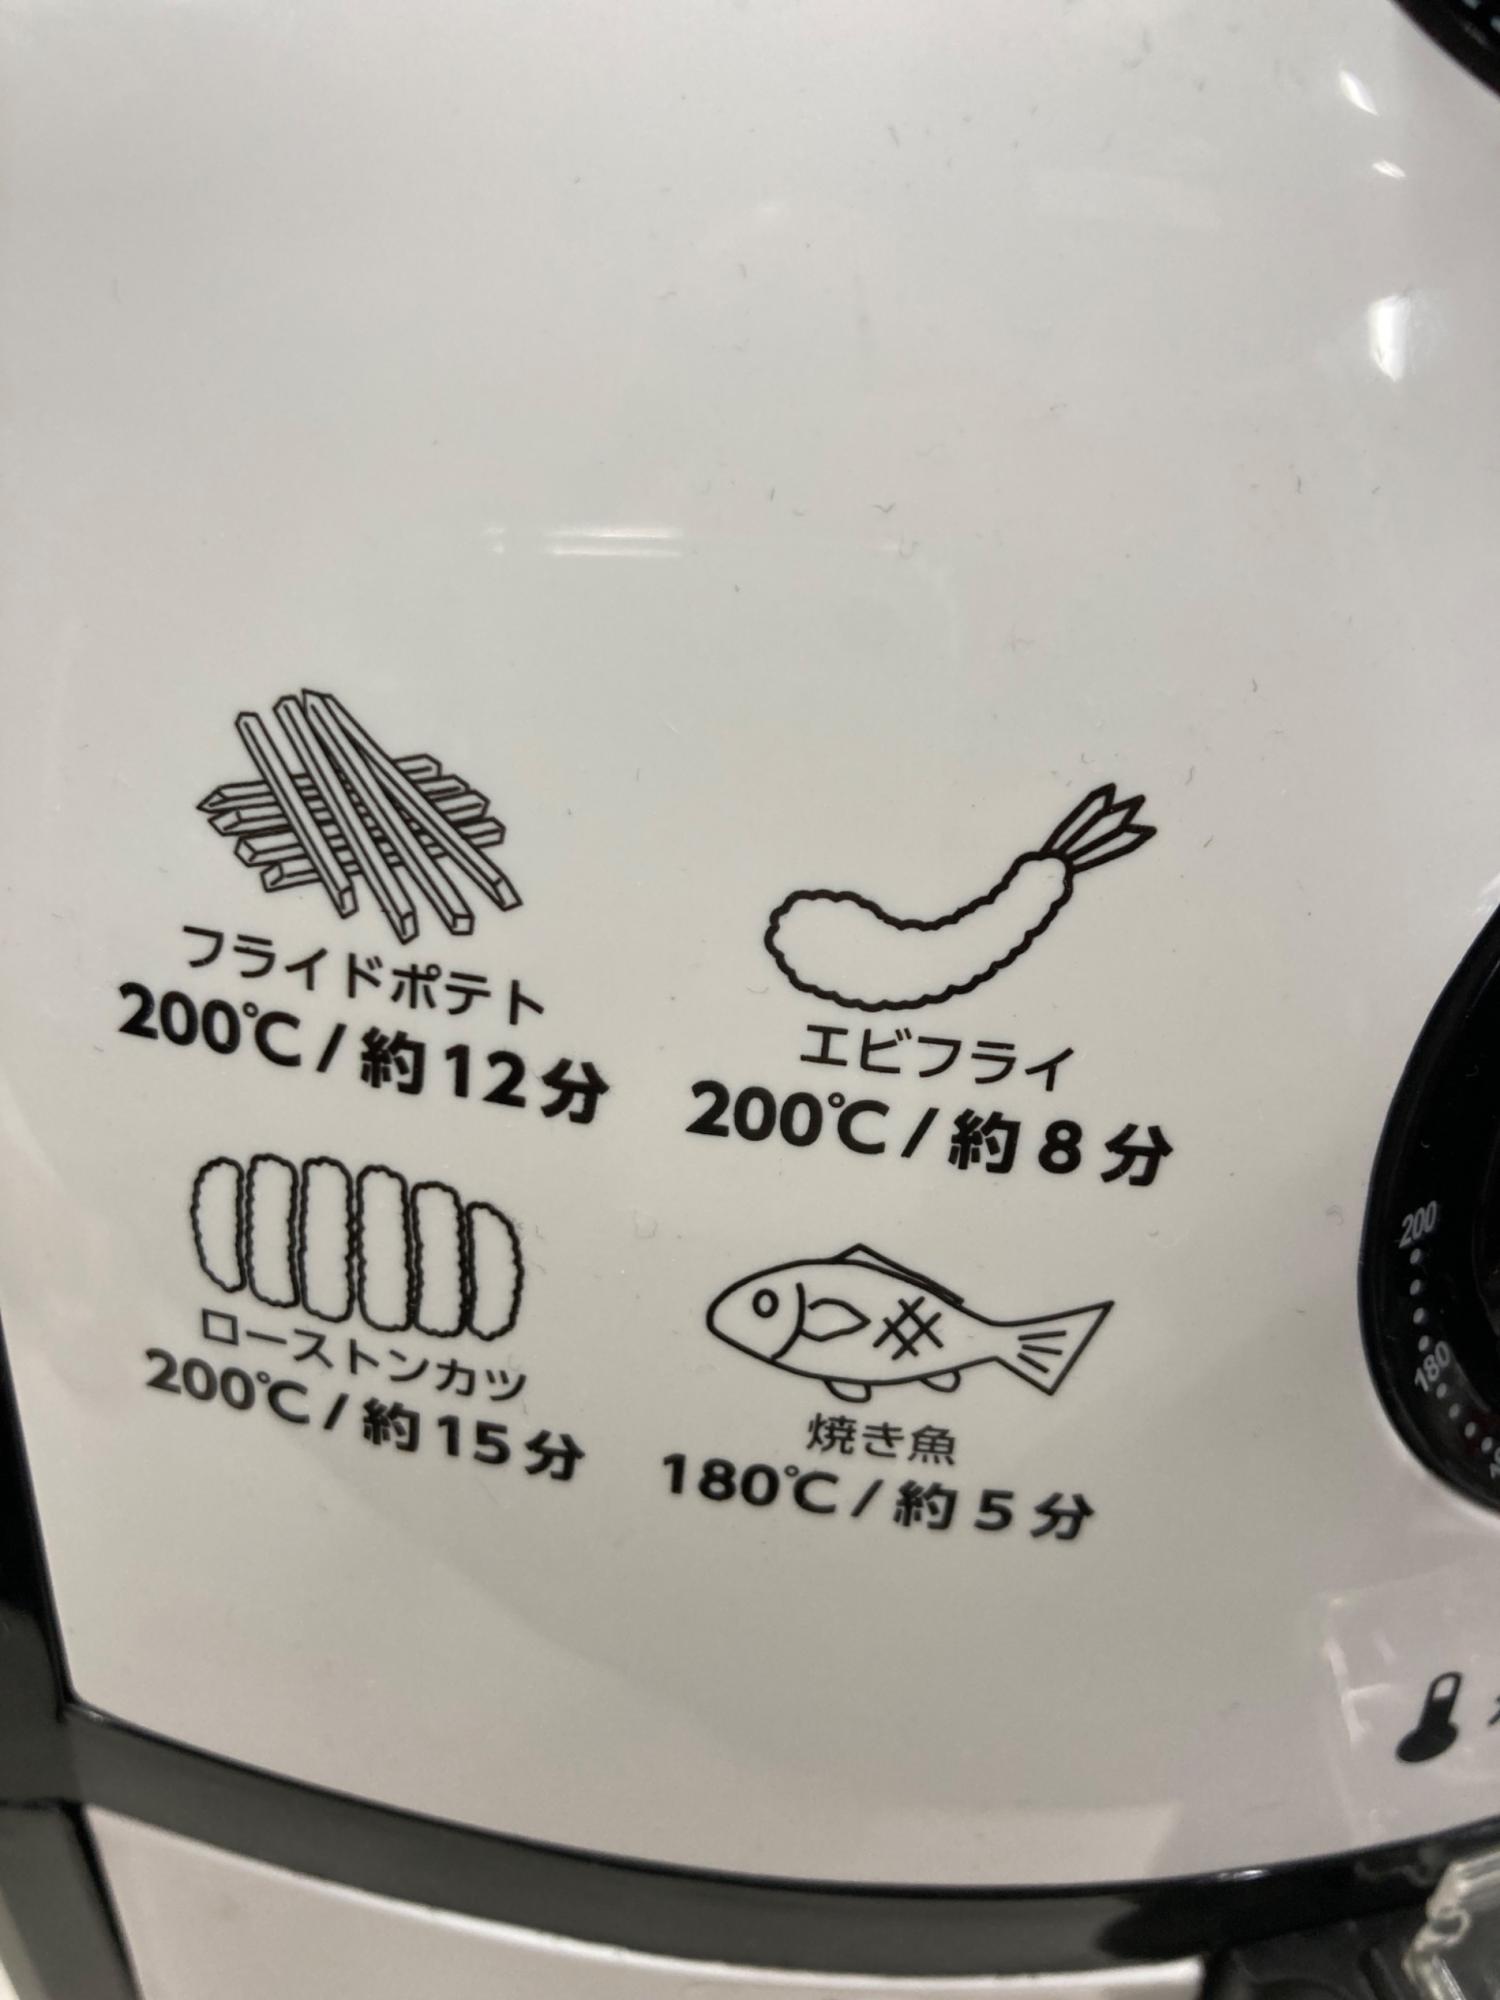 フライドポテト
200℃/約12分
エビフライ
200℃/約8分
ローストンカツ
200℃/約15分
焼き魚
180℃/約5分
200
180